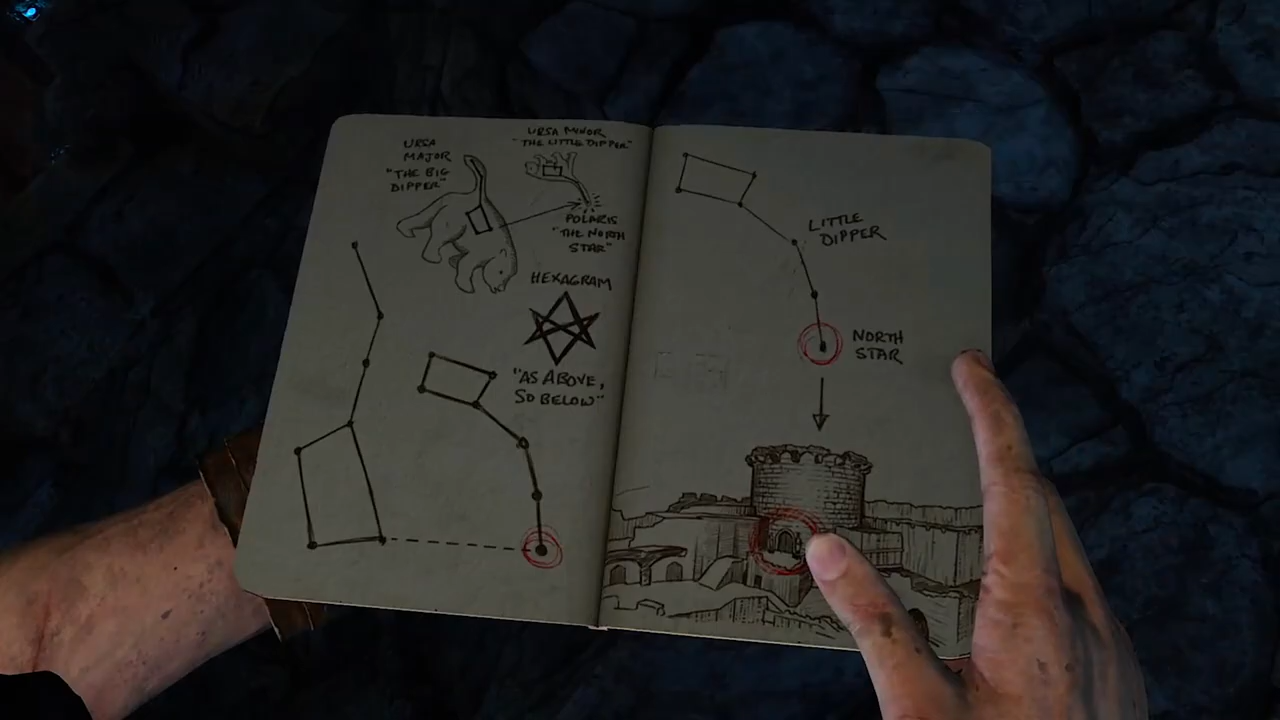 URSA
MAJOR
"THE BIG
DIPPER"
URSA MINOR
"THE LITTLE DIPPER"
POLARIS
"THE NORTH
STAR"
HEXAGRAM
"AS ABOVE,
SO BELOW"
LITTLE
DIPPER
NORTH
STAR